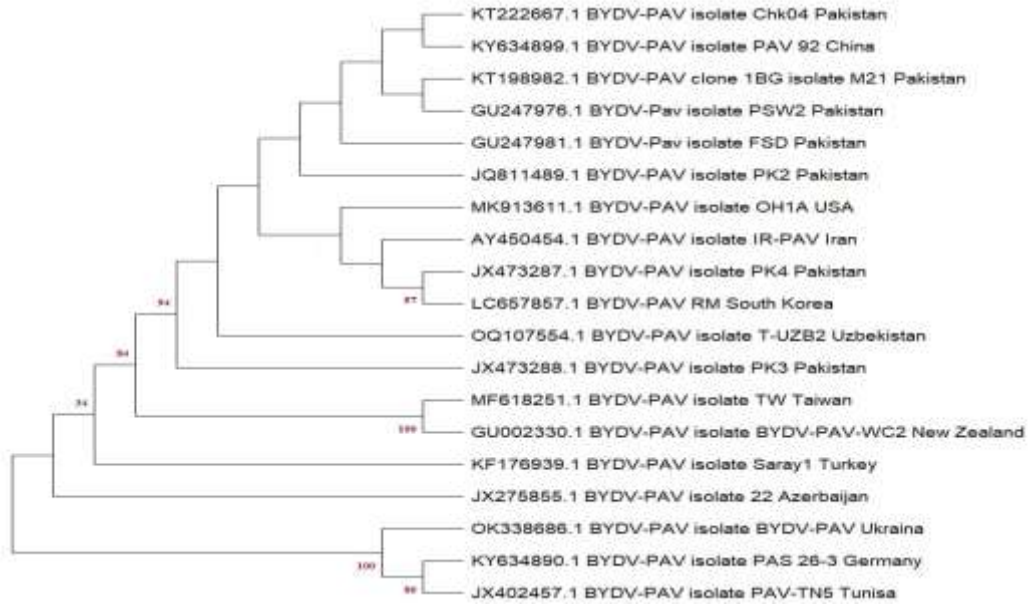 KT222667.1 BYDV-PAV isolate Chk04 Pakistan
KY634899.1 BYDV-PAV isolate PAV 92 China
KT198982.1 BYDV-PAV clone 1BG isolate M21 Pakistan
GU247976.1 BYDV-Pav isolate PSW2 Pakistan
GU247981.1 BYDV-Pav isolate FSD Pakistan
JQ811489.1 BYDV-PAV isolate PK2 Pakistan
MK913611.1 BYDV-PAV isolate OH1A USA
AY450454.1 BYDV-PAV isolate IR-PAV Iran
JX473287.1 BYDV-PAV isolate PK4 Pakistan
LC657857.1 BYDV-PAV RM South Korea
OQ107554.1 BYDV-PAV isolate T-UZB2 Uzbekistan
JX473288.1 BYDV-PAV isolate PK3 Pakistan
MF618251.1 BYDV-PAV isolate TW Taiwan
GU002330.1 BYDV-PAV isolate BYDV-PAV-WC2 New Zealand
KF176939.1 BYDV-PAV isolate Saray1 Turkey
JX275855.1 BYDV-PAV isolate 22 Azerbaijan
OK338686.1 BYDV-PAV isolate BYDV-PAV Ukraina
100
KY634890.1 BYDV-PAV isolate PAS 26-3 Germany
JX402457.1 BYDV-PAV isolate PAV-TN5 Tunisa